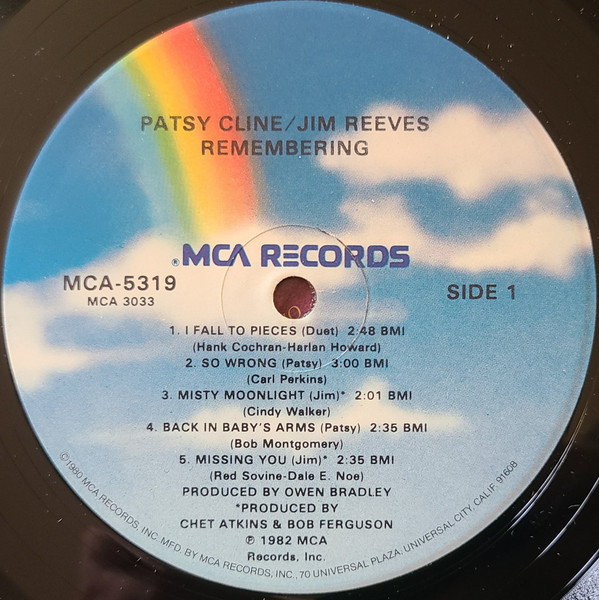 PATSY CLINE/JIM REEVES
REMEMBERING
®MCA RECORDS
MCA-5319
MCA 3033
SIDE 1
1. I FALL TO PIECES (Duet) 2:48 BMI
(Hank Cochran-Harlan Howard)
2. SO WRONG (Patsy) 3:00 BMI
(Carl Perkins)
3. MISTY MOONLIGHT (Jim)* 2:01 BMI
(Cindy Walker)
4. BACK IN BABY'S ARMS (Patsy) 2:35 BMI
(Bob Montgomery)
5. MISSING YOU (Jim)* 2:35 BMI
(Red Sovine-Dale E. Noe)
PRODUCED BY OWEN BRADLEY
*PRODUCED BY
CHET ATKINS & BOB FERGUSON
℗ 1982 MCA
Records, Inc.
©1980 MCA RECORDS, INC. MFD. BY MCA RECORDS, INC., 70 UNIVERSAL PLAZA, UNIVERSAL CITY, CALIF. 91608